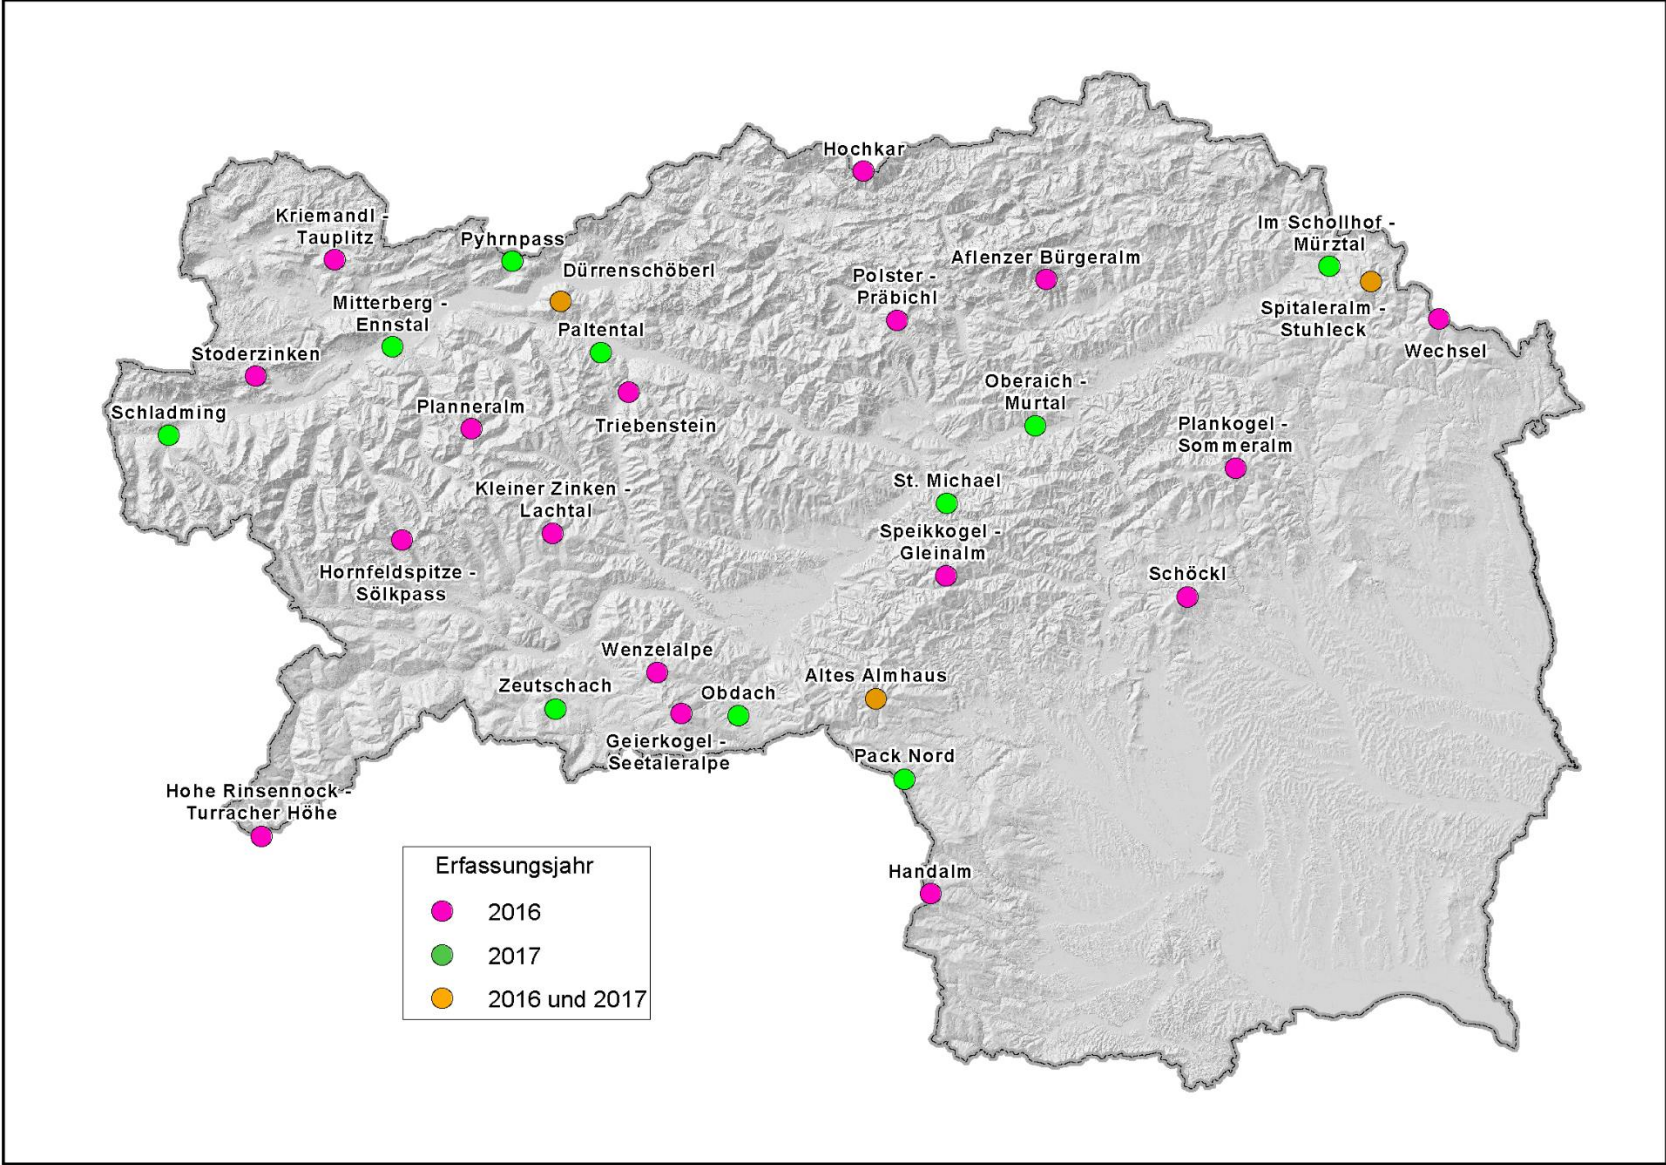 Hochkar
Kriemandl -
Tauplitz
Pyhrnpass
Im Schollhof -
Mürztal
Dürrenschöberl
Aflenzer Bürgeralm
Polster -
Präbichl
Mitterberg -
Ennstal
Paltental
Spitaleralm -
Stuhleck
Wechsel
Stoderzinken
Oberaich -
Murtal
Schladming
Planneralm
Triebenstein
Plankogel -
Sommeralm
Kleiner Zinken -
Lachtal
St. Michael
Speikkogel -
Gleinalm
Hornfeldspitze -
Sölkpass
Schöckl
Wenzelalpe
Zeutschach
Obdach
Altes Almhaus
Geierkogel -
Seetaleralpe
Pack Nord
Hohe Rinsennock -
Turracher Höhe
Handalm
Erfassungsjahr
2016
2017
2016 und 2017